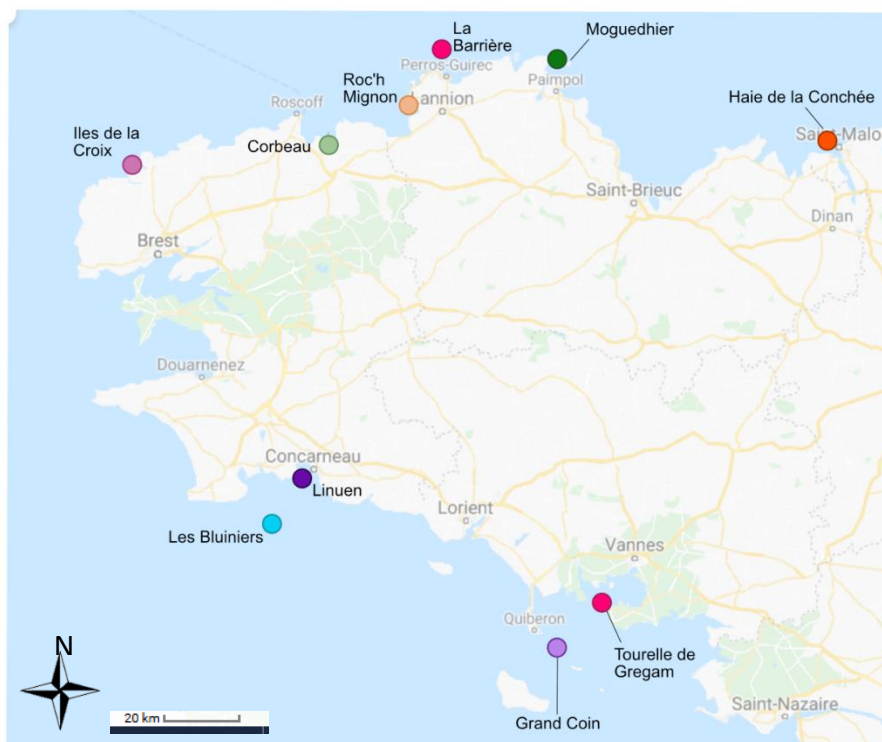 La
Barrière
Moguedhier
Perros-Guirec
Paimpol
Roc'h
Mignon
Lannion
Roscoff
Haie de la Conchée
Saint-Malo
Iles de la
Croix
Corbeau
Saint-Brieuc
Dinan
Brest
Douarnenez
Concarneau
Linuen
Lorient
Les Bluiniers
Vannes
Quiberon
Tourelle de
Gregam
N
Grand Coin
Saint-Nazaire
20 km